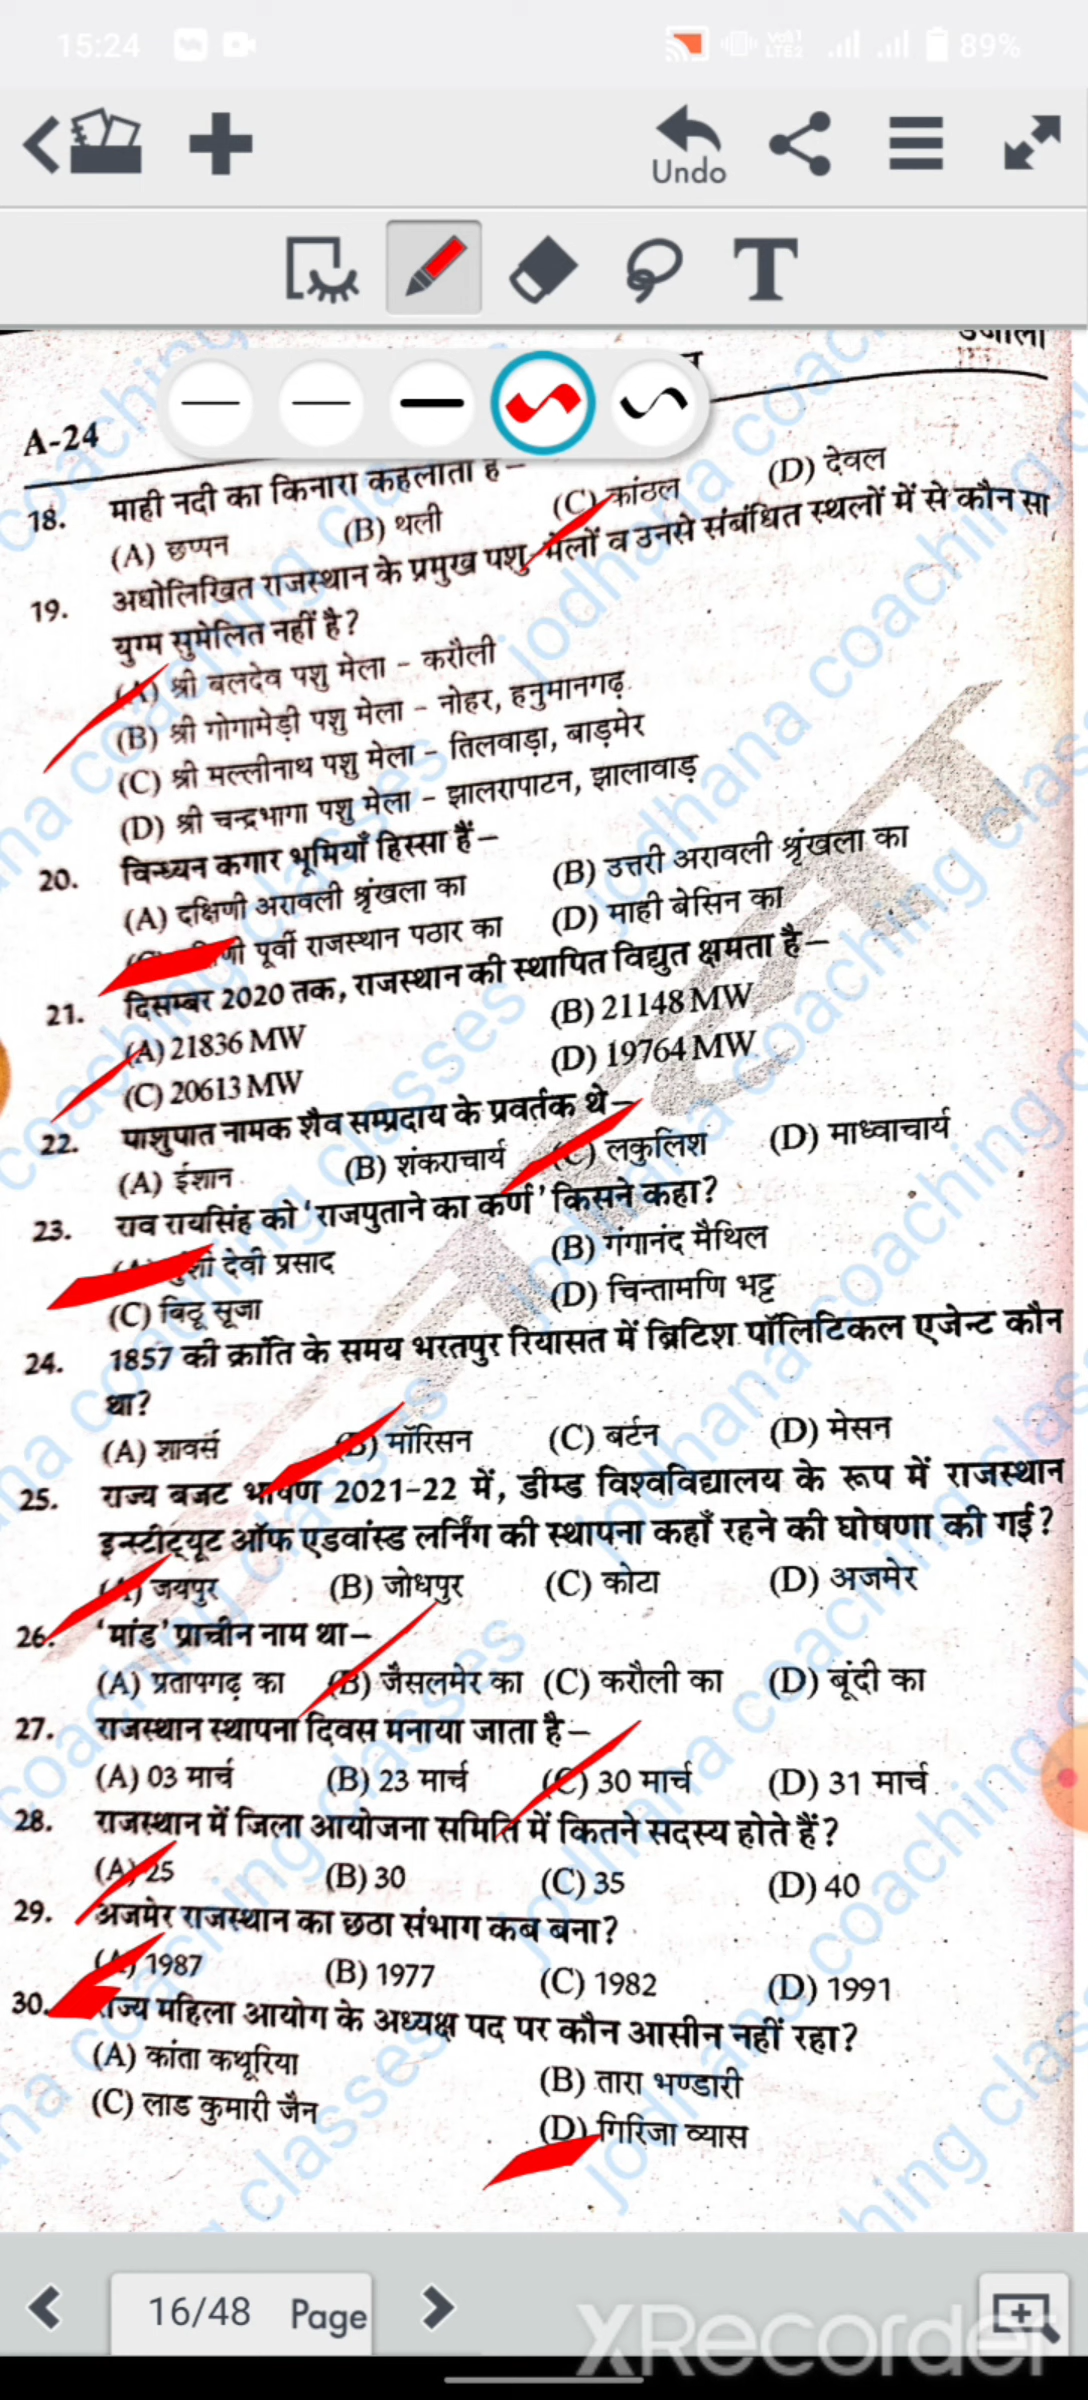 15:24
89%
Undo
T
A-24
18. माही नदी का किनारा कहलाता है–
(A) छप्पन (B) थली (C) कांठल (D) देवल
19. अधोलिखित राजस्थान के प्रमुख पशु मेलों व उनसे संबंधित स्थलों में से कौन सा
युग्म सुमेलित नहीं है?
(A) श्री बलदेव पशु मेला - करौली
(B) श्री गोगामेड़ी पशु मेला - नोहर, हनुमानगढ़
(C) श्री मल्लीनाथ पशु मेला - तिलवाड़ा, बाड़मेर
(D) श्री चन्द्रभागा पशु मेला - झालरापाटन, झालावाड़
20. विन्ध्यन कगार भूमियाँ हिस्सा हैं–
(A) दक्षिणी अरावली श्रृंखला का (B) उत्तरी अरावली श्रृंखला का
पूर्वी राजस्थान पठार का (D) माही बेसिन का
21. दिसम्बर 2020 तक, राजस्थान की स्थापित विद्युत क्षमता है–
(A) 21836 MW (B) 21148 MW
(C) 20613 MW (D) 19764 MW
22. पाशुपात नामक शैव सम्प्रदाय के प्रवर्तक थे–
(A) ईशान (B) शंकराचार्य (C) लकुलिश (D) माध्वाचार्य
23. राव रायसिंह को 'राजपुताने का कर्ण' किसने कहा?
देवी प्रसाद (B) गंगानंद मैथिल
(C) बिठू सूजा (D) चिन्तामणि भट्ट
24. 1857 की क्रांति के समय भरतपुर रियासत में ब्रिटिश पॉलिटिकल एजेन्ट कौन
था?
(A) शावर्स (B) मॉरिसन (C) बर्टन (D) मेसन
25. राज्य बजट भाषण 2021-22 में, डीम्ड विश्वविद्यालय के रूप में राजस्थान
इन्स्टीट्यूट ऑफ एडवांस्ड लर्निंग की स्थापना कहाँ रहने की घोषणा की गई?
(A) जयपुर (B) जोधपुर (C) कोटा (D) अजमेर
26. 'मांड' प्राचीन नाम था–
(A) प्रतापगढ़ का (B) जैसलमेर का (C) करौली का (D) बूंदी का
27. राजस्थान स्थापना दिवस मनाया जाता है–
(A) 03 मार्च (B) 23 मार्च (C) 30 मार्च (D) 31 मार्च
28. राजस्थान में जिला आयोजना समिति में कितने सदस्य होते हैं?
(A) 25 (B) 30 (C) 35 (D) 40
29. अजमेर राजस्थान का छठा संभाग कब बना?
(A) 1987 (B) 1977 (C) 1982 (D) 1991
30. राज्य महिला आयोग के अध्यक्ष पद पर कौन आसीन नहीं रहा?
(A) कांता कथूरिया (B) तारा भण्डारी
(C) लाड कुमारी जैन (D) गिरिजा व्यास
jodhana coaching classes
16/48 Page
XRecorder